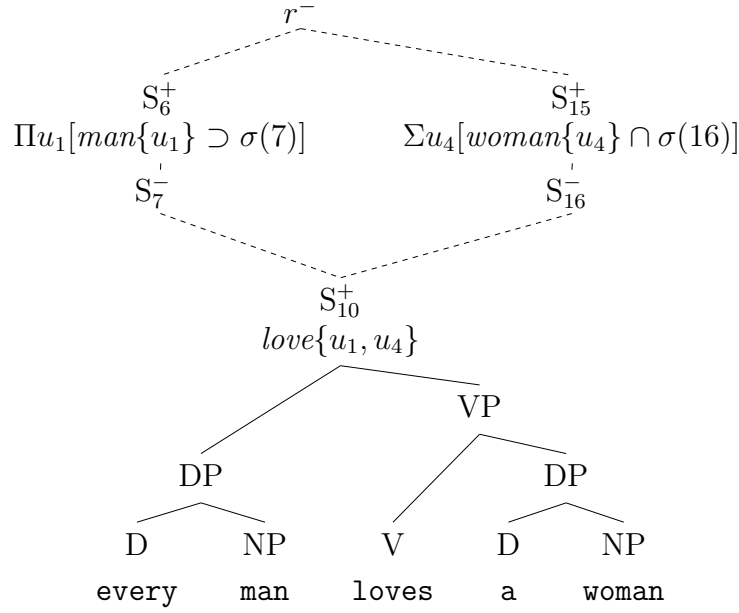 r⁻
S₆⁺ S₁₅⁺
Πu₁[man{u₁} ⊃ σ(7)] Σu₄[woman{u₄} ∩ σ(16)]
S₇⁻ S₁₆⁻
S₁₀⁺
love{u₁, u₄}
VP
DP DP
D NP V D NP
every man loves a woman